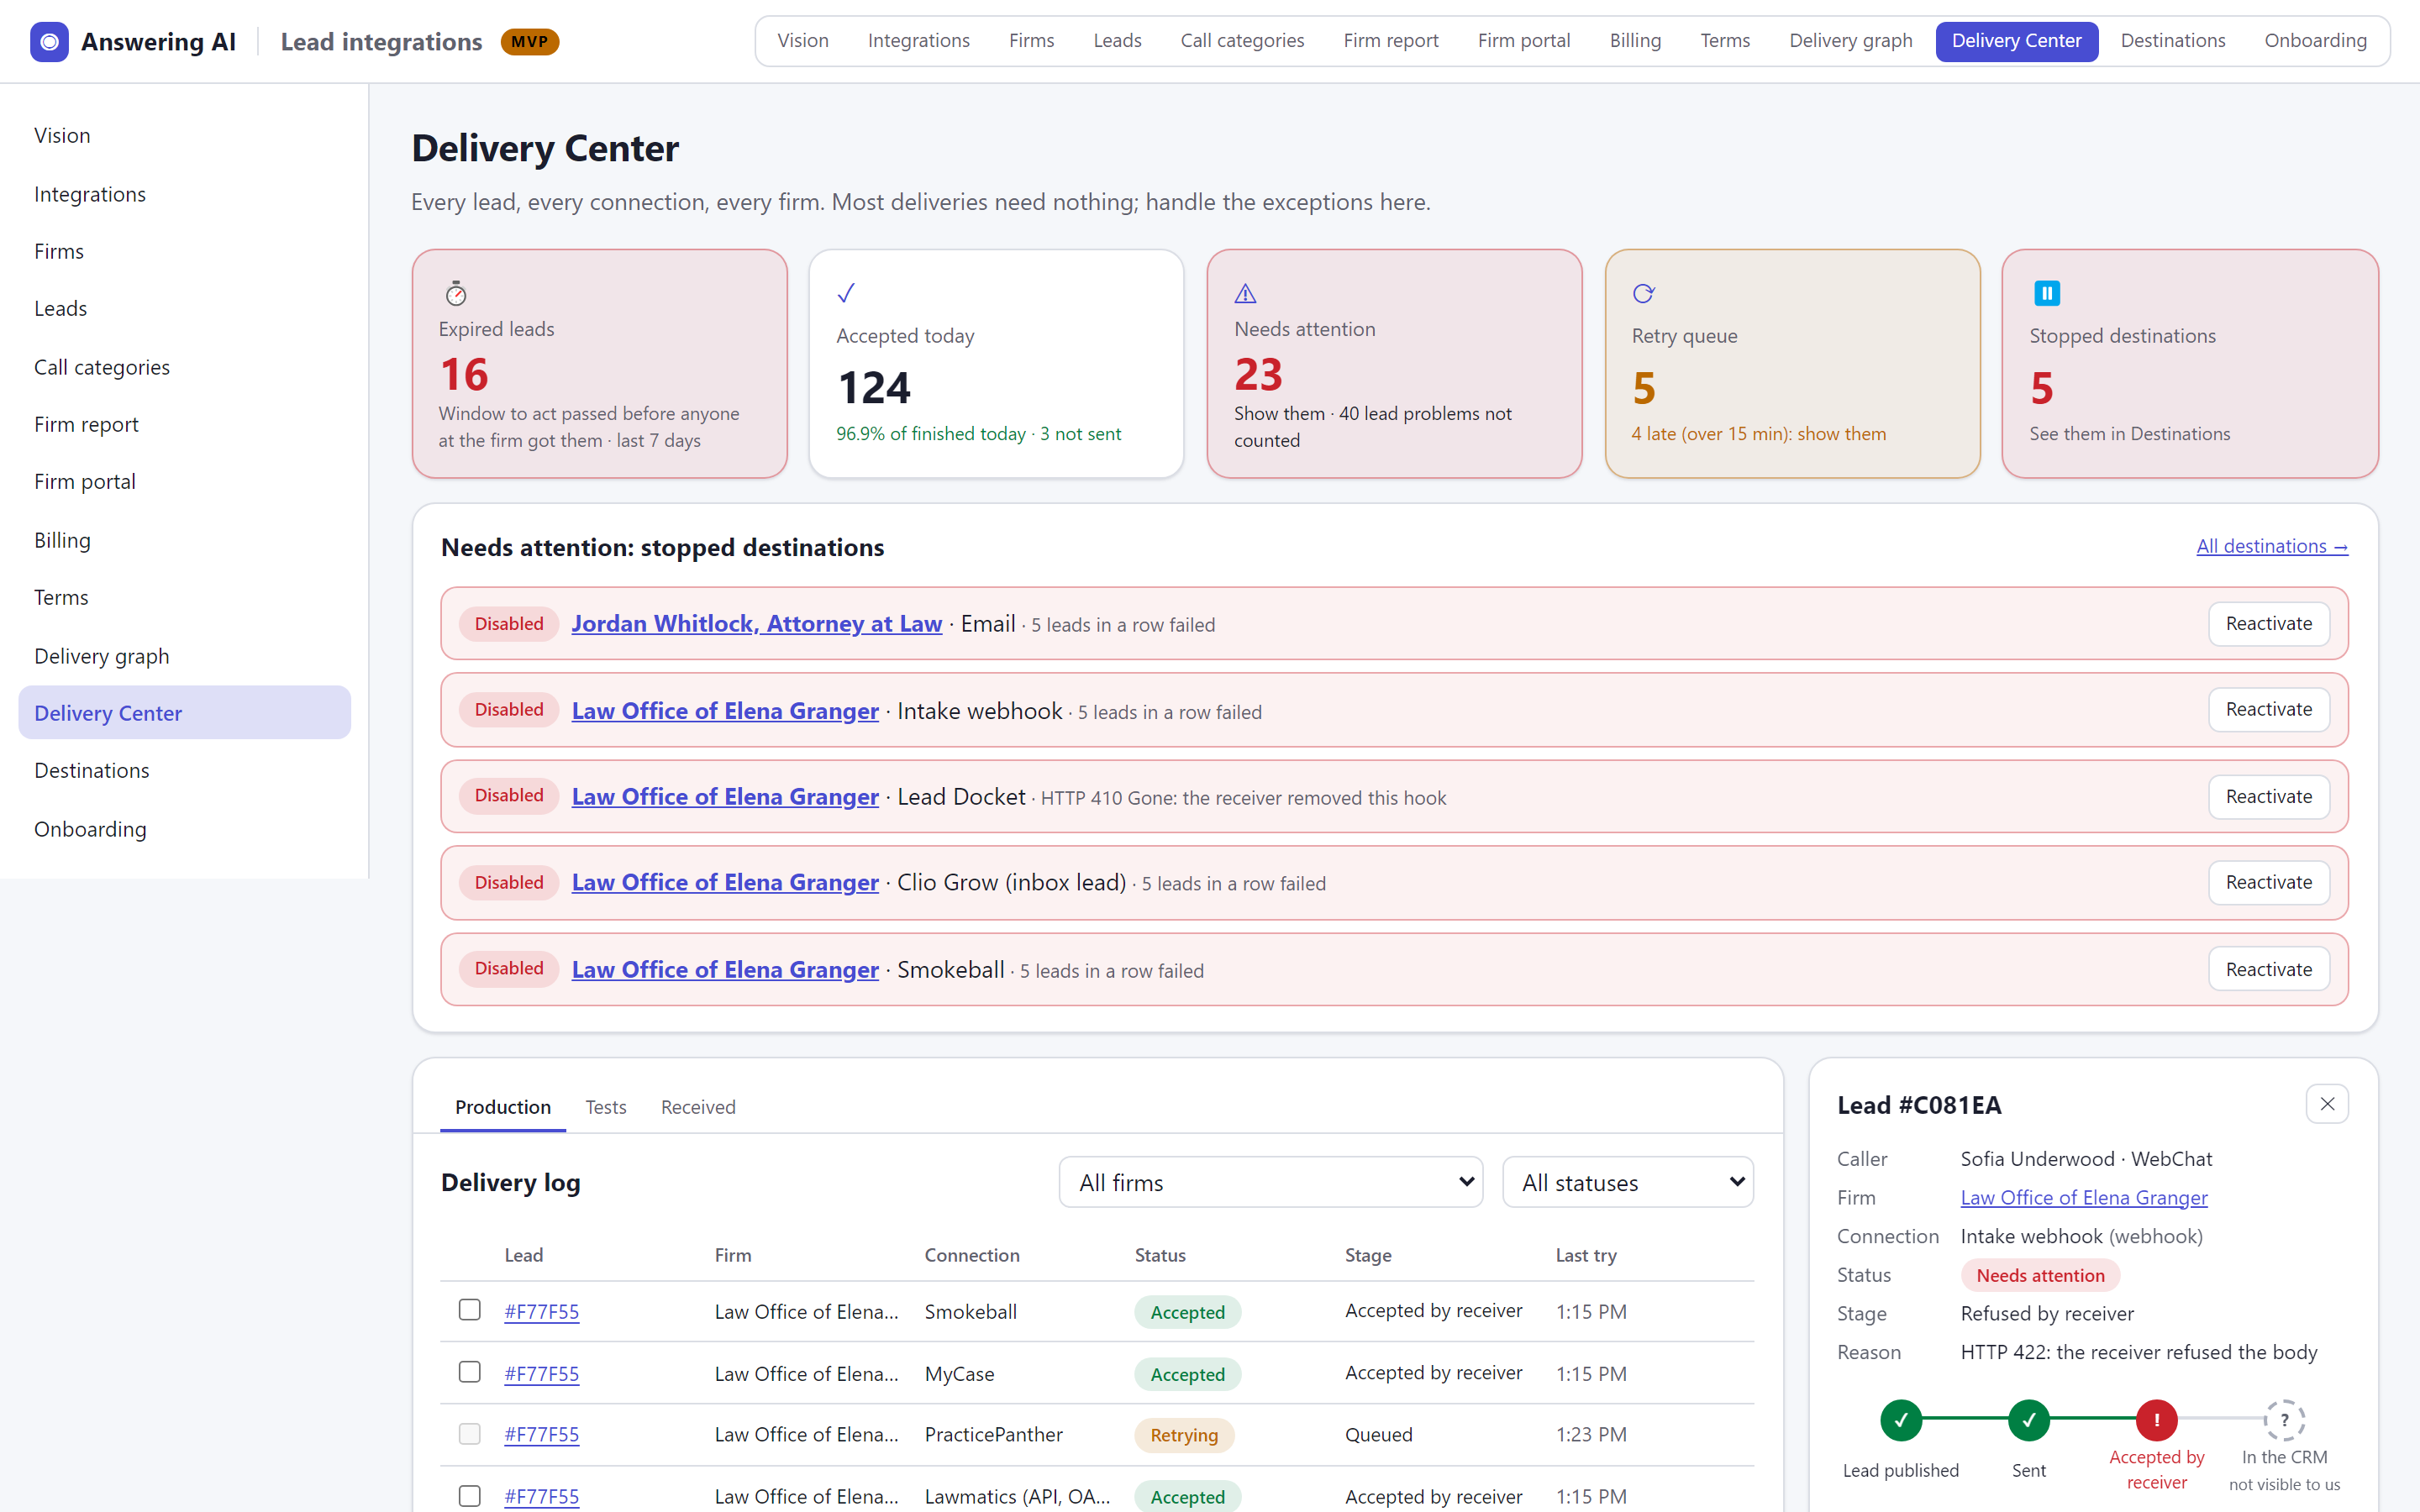 Answering AI
Lead integrations
MVP
Vision
Integrations
Firms
Leads
Call categories
Firm report
Firm portal
Billing
Terms
Delivery graph
Delivery Center
Destinations
Onboarding
Vision
Integrations
Firms
Leads
Call categories
Firm report
Firm portal
Billing
Terms
Delivery graph
Delivery Center
Destinations
Onboarding
Delivery Center
Every lead, every connection, every firm. Most deliveries need nothing; handle the exceptions here.
Expired leads
16
Window to act passed before anyone
at the firm got them · last 7 days
Accepted today
124
96.9% of finished today · 3 not sent
Needs attention
23
Show them · 40 lead problems not
counted
Retry queue
5
4 late (over 15 min): show them
Stopped destinations
5
See them in Destinations
Needs attention: stopped destinations
All destinations →
Disabled Jordan Whitlock, Attorney at Law · Email · 5 leads in a row failed Reactivate
Disabled Law Office of Elena Granger · Intake webhook · 5 leads in a row failed Reactivate
Disabled Law Office of Elena Granger · Lead Docket · HTTP 410 Gone: the receiver removed this hook Reactivate
Disabled Law Office of Elena Granger · Clio Grow (inbox lead) · 5 leads in a row failed Reactivate
Disabled Law Office of Elena Granger · Smokeball · 5 leads in a row failed Reactivate
Production Tests Received
Delivery log
All firms
All statuses
Lead Firm Connection Status Stage Last try
#F77F55 Law Office of Elena... Smokeball Accepted Accepted by receiver 1:15 PM
#F77F55 Law Office of Elena... MyCase Accepted Accepted by receiver 1:15 PM
#F77F55 Law Office of Elena... PracticePanther Retrying Queued 1:23 PM
#F77F55 Law Office of Elena... Lawmatics (API, OA... Accepted Accepted by receiver 1:15 PM
Lead #C081EA
Caller Sofia Underwood · WebChat
Firm Law Office of Elena Granger
Connection Intake webhook (webhook)
Status Needs attention
Stage Refused by receiver
Reason HTTP 422: the receiver refused the body
! ?
Lead published
Sent
Accepted by
receiver
In the CRM
not visible to us